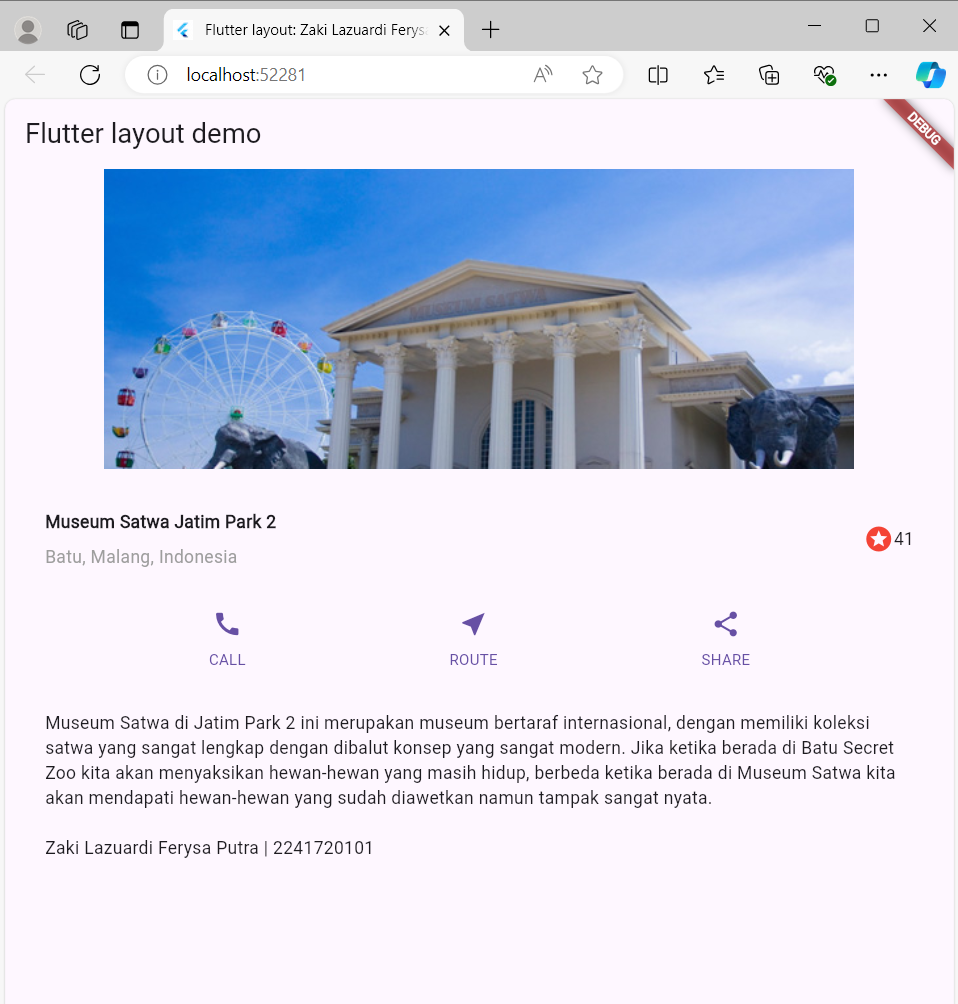 Flutter layout: Zaki Lazuardi Ferysa
localhost:52281
Flutter layout demo
DEBUG
MUSEUM SATWA
Museum Satwa Jatim Park 2
Batu, Malang, Indonesia
41
CALL
ROUTE
SHARE
Museum Satwa di Jatim Park 2 ini merupakan museum bertaraf internasional, dengan memiliki koleksi
satwa yang sangat lengkap dengan dibalut konsep yang sangat modern. Jika ketika berada di Batu Secret
Zoo kita akan menyaksikan hewan-hewan yang masih hidup, berbeda ketika berada di Museum Satwa kita
akan mendapati hewan-hewan yang sudah diawetkan namun tampak sangat nyata.
Zaki Lazuardi Ferysa Putra | 2241720101